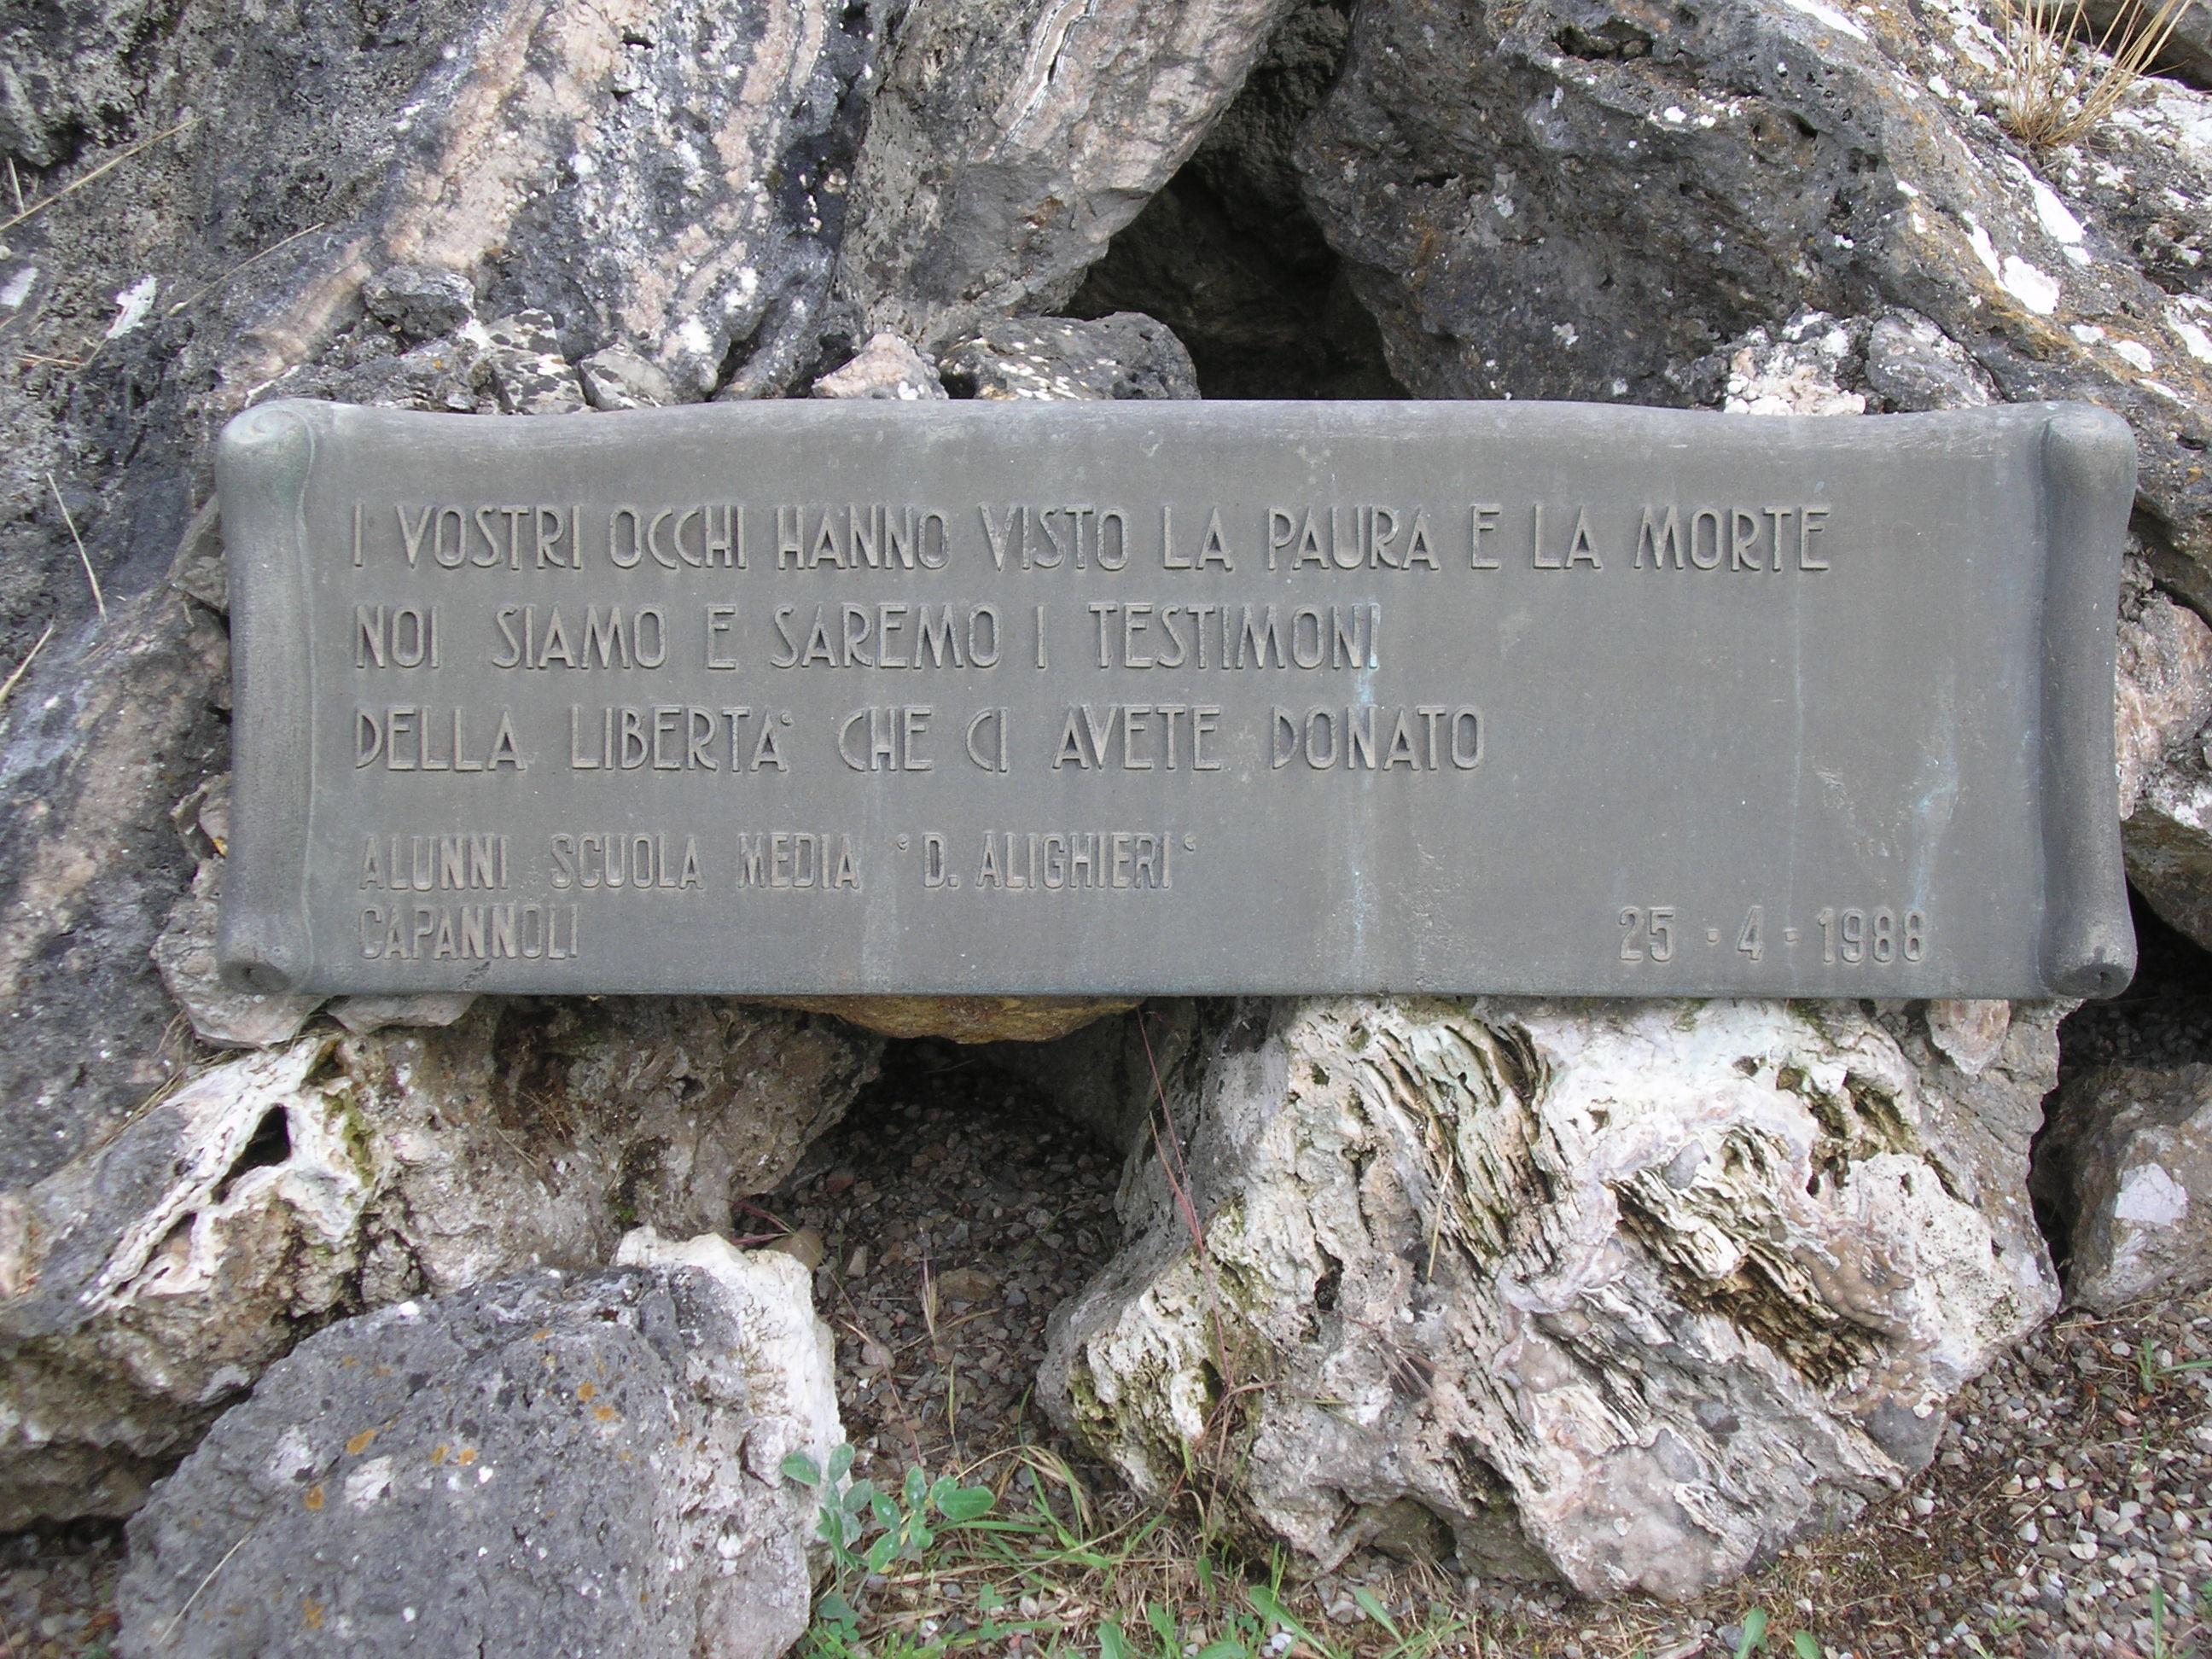 I VOSTRI OCCHI HANNO VISTO LA PAURA E LA MORTE
NOI SIAMO E SAREMO I TESTIMONI
DELLA LIBERTA' CHE CI AVETE DONATO
ALUNNI SCUOLA MEDIA "D. ALIGHIERI"
CAPANNOLI
25 - 4 - 1988